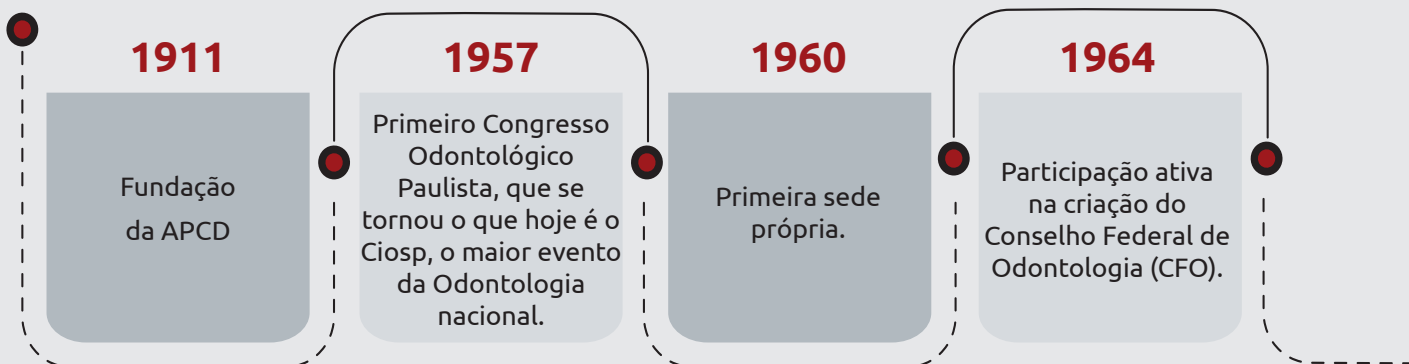 1911
Fundação
da APCD
1957
Primeiro Congresso
Odontológico
Paulista, que se
tornou o que hoje é o
Ciosp, o maior evento
da Odontologia
nacional.
1960
Primeira sede
própria.
1964
Participação ativa
na criação do
Conselho Federal de
Odontologia (CFO).